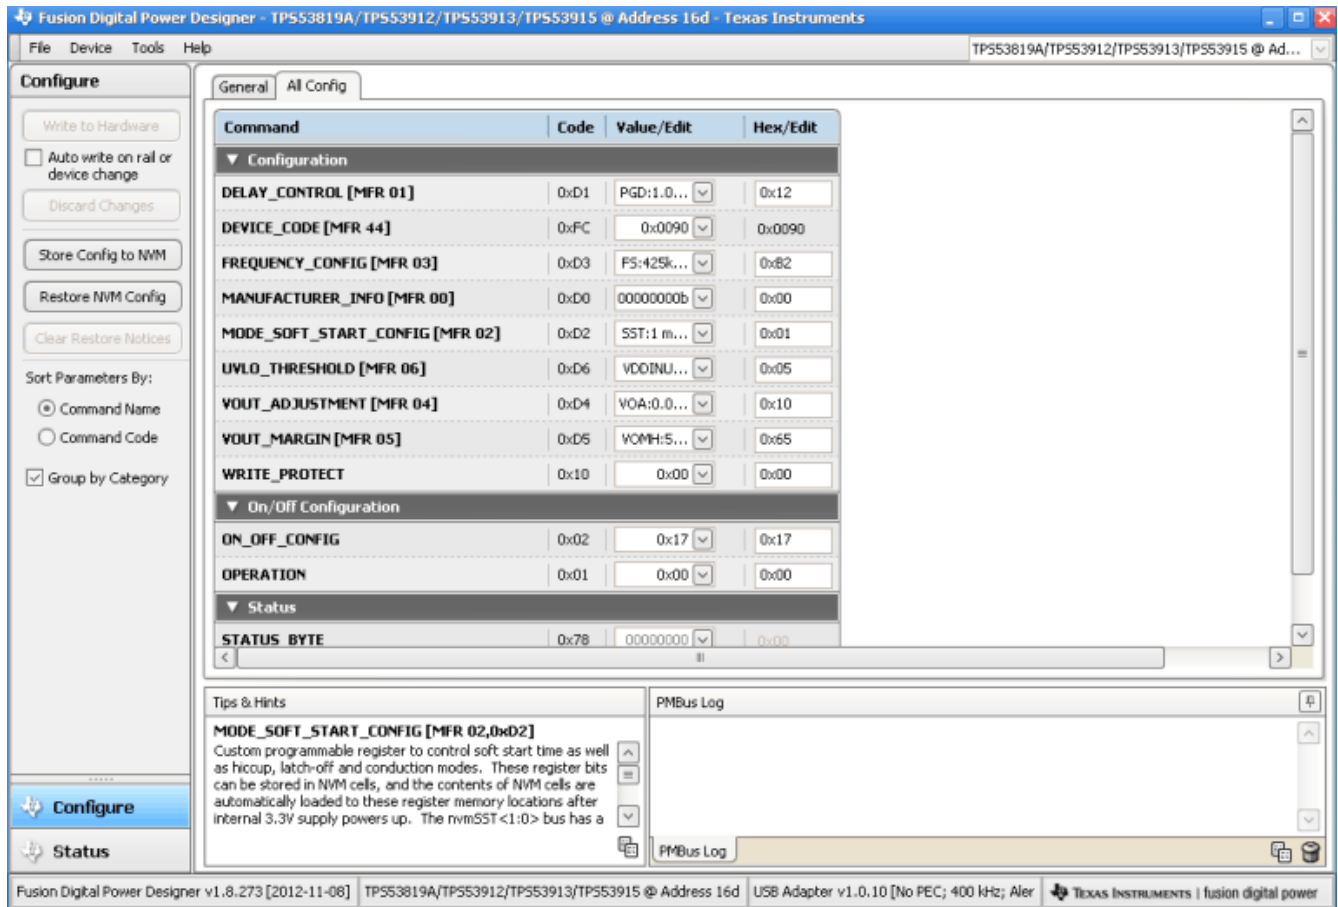 Fusion Digital Power Designer - TPS53819A/TPS53912/TPS53913/TPS53915 @ Address 16d - Texas Instruments
File Device Tools Help
TPS53819A/TPS53912/TPS53913/TPS53915 @ Ad...
Configure
General All Config
Write to Hardware
Auto write on rail or
device change
Discard Changes
Store Config to NVM
Restore NVM Config
Clear Restore Notices
Sort Parameters By:
Command Name
Command Code
Group by Category
Command Code Value/Edit Hex/Edit
Configuration
DELAY_CONTROL [MFR 01] 0xD1 PGD:1.0... 0x12
DEVICE_CODE [MFR 44] 0xFC 0x0090 0x0090
FREQUENCY_CONFIG [MFR 03] 0xD3 FS:425k... 0xB2
MANUFACTURER_INFO [MFR 00] 0xD0 00000000b 0x00
MODE_SOFT_START_CONFIG [MFR 02] 0xD2 SST:1 m... 0x01
UVLO_THRESHOLD [MFR 06] 0xD6 VDDINU... 0x05
VOUT_ADJUSTMENT [MFR 04] 0xD4 VOA:0.0... 0x10
VOUT_MARGIN [MFR 05] 0xD5 VOMH:5... 0x65
WRITE_PROTECT 0x10 0x00 0x00
On/Off Configuration
ON_OFF_CONFIG 0x02 0x17 0x17
OPERATION 0x01 0x00 0x00
Status
STATUS_BYTE 0x78 00000000 0x00
Tips & Hints
MODE_SOFT_START_CONFIG [MFR 02,0xD2]
Custom programmable register to control soft start time as well
as hiccup, latch-off and conduction modes. These register bits
can be stored in NVM cells, and the contents of NVM cells are
automatically loaded to these register memory locations after
internal 3.3V supply powers up. The nvmSST<1:0> bus has a
PMBus Log
PMBus Log
Configure
Status
Fusion Digital Power Designer v1.8.273 [2012-11-08] TPS53819A/TPS53912/TPS53913/TPS53915 @ Address 16d USB Adapter v1.0.10 [No PEC; 400 kHz; Aler TEXAS INSTRUMENTS | fusion digital power